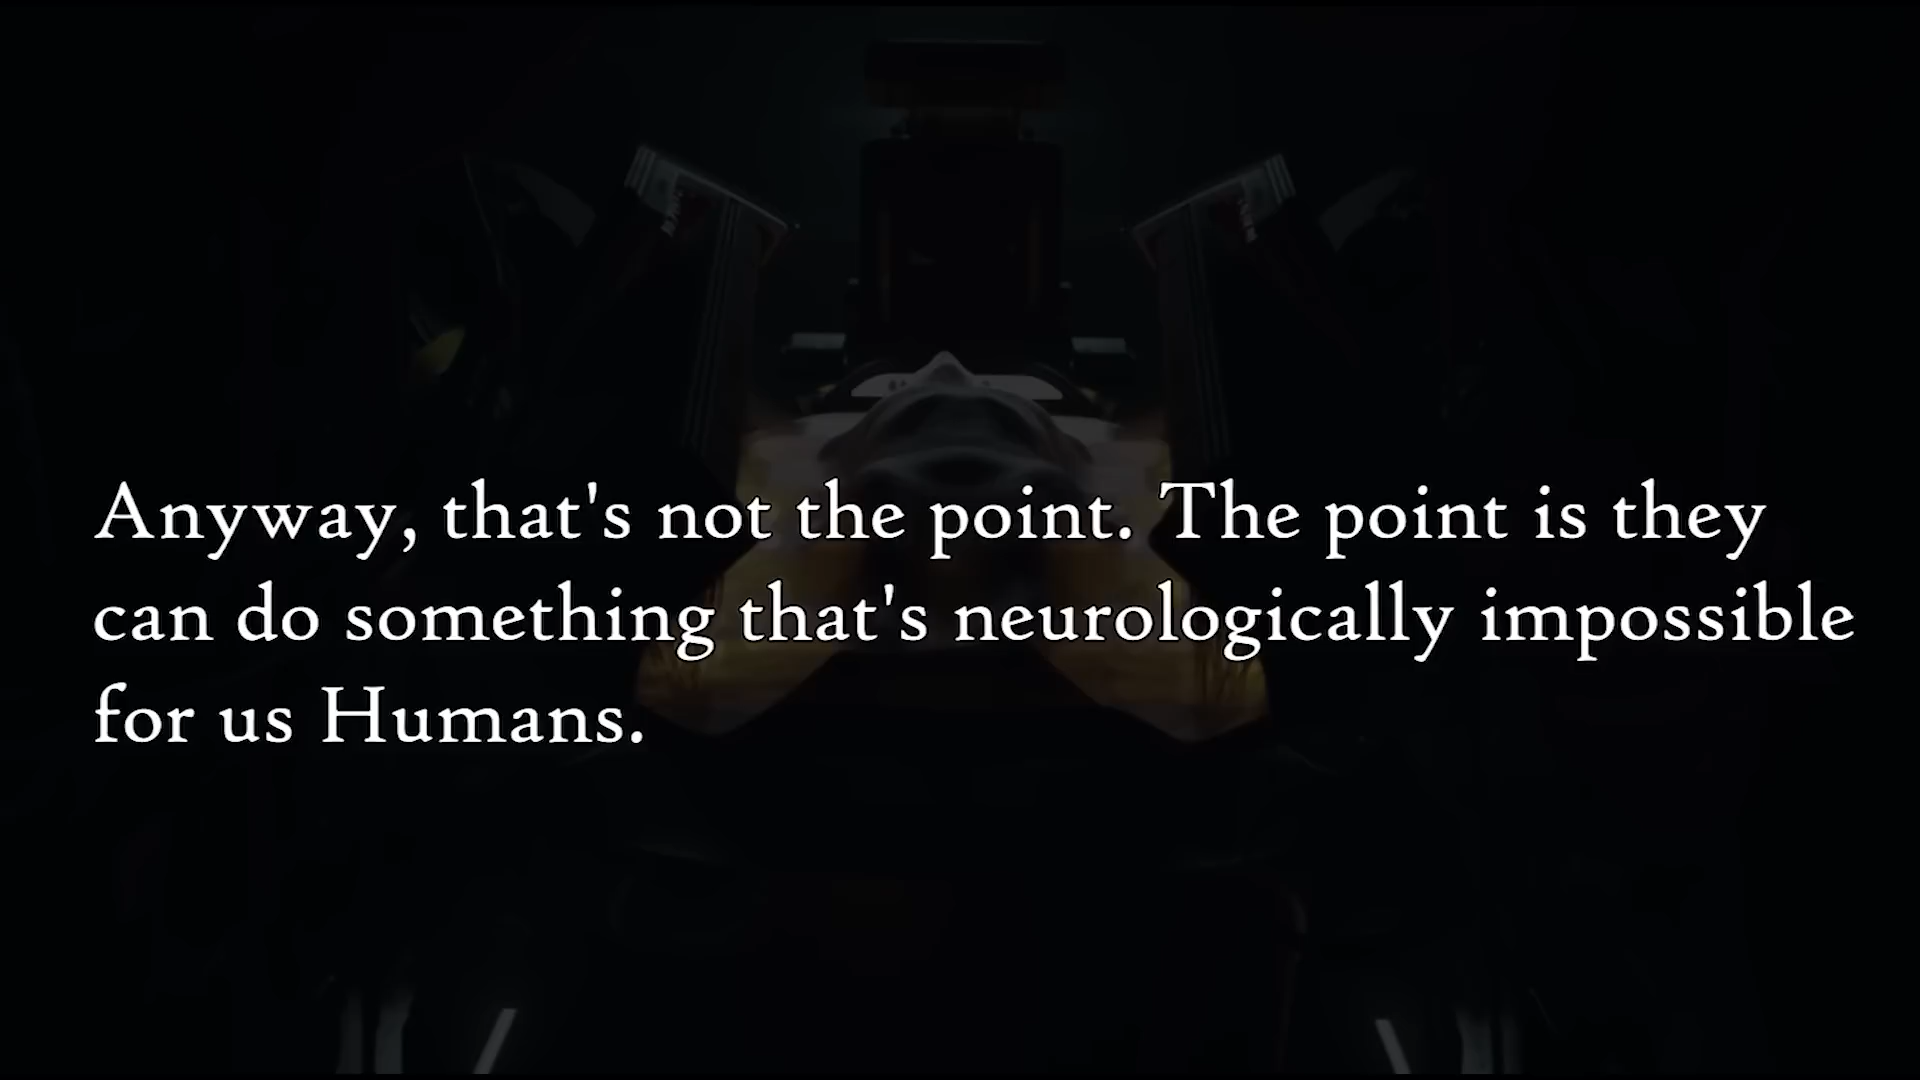 Anyway, that's not the point. The point is they
can do something that's neurologically impossible
for us Humans.